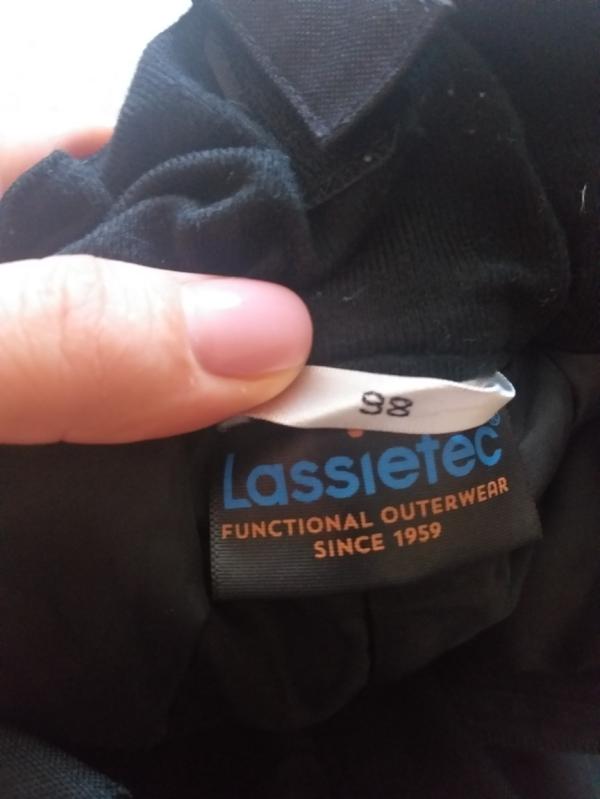 98
Lassietec®
FUNCTIONAL OUTERWEAR
SINCE 1959